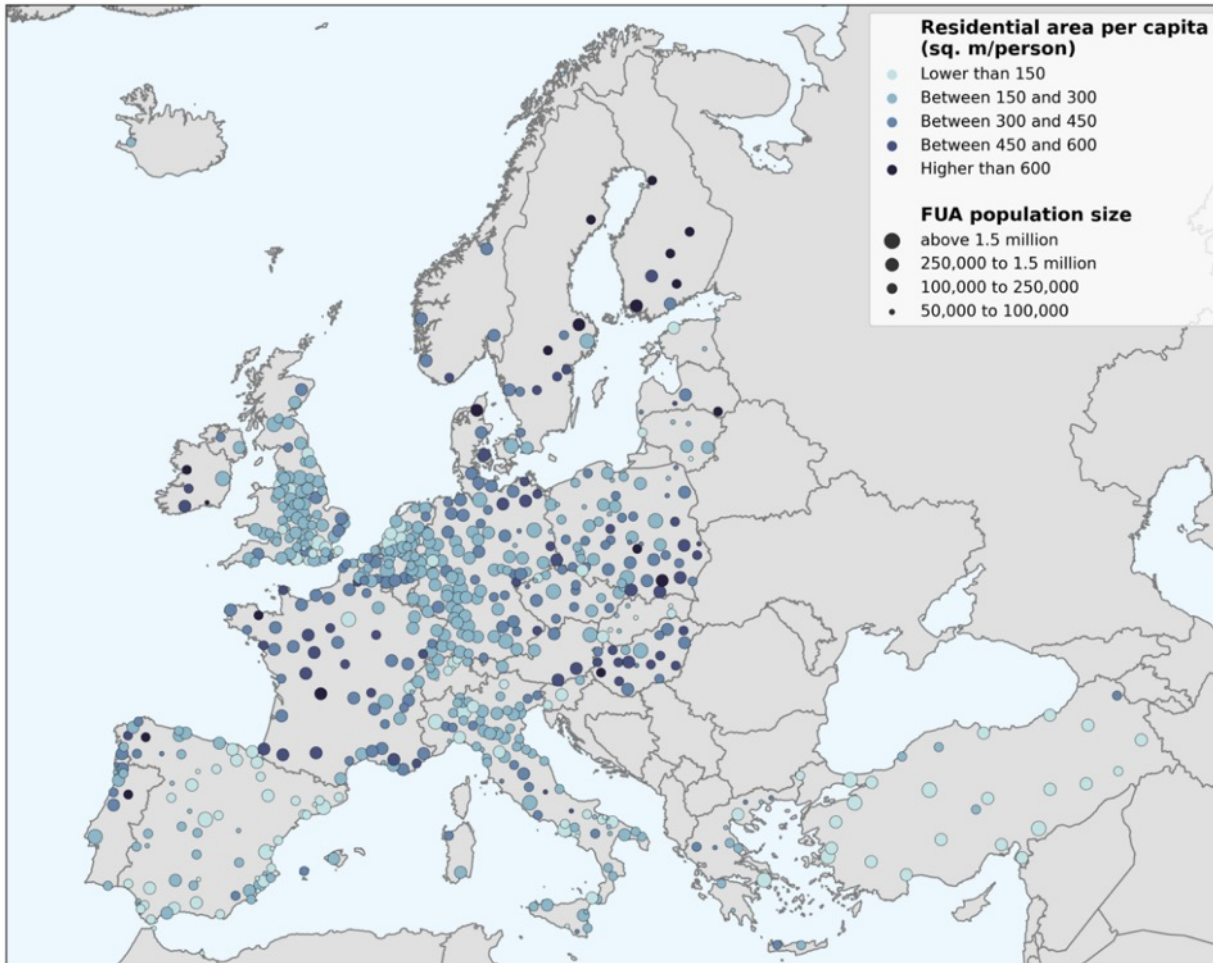 Residential area per capita
(sq. m/person)
Lower than 150
Between 150 and 300
Between 300 and 450
Between 450 and 600
Higher than 600
FUA population size
above 1.5 million
250,000 to 1.5 million
100,000 to 250,000
50,000 to 100,000